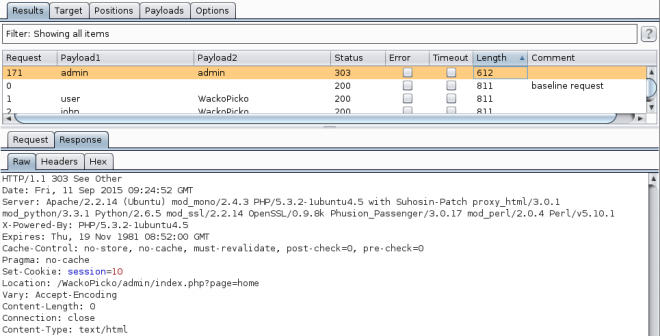 Results Target Positions Payloads Options
Filter: Showing all items ?
Request Payload1 Payload2 Status Error Timeout Length Comment
171 admin admin 303 612
0 200 811 baseline request
1 user WackoPicko 200 811
2 john WackoPicko 200 811
Request Response
Raw Headers Hex
HTTP/1.1 303 See Other
Date: Fri, 11 Sep 2015 09:24:52 GMT
Server: Apache/2.2.14 (Ubuntu) mod_mono/2.4.3 PHP/5.3.2-1ubuntu4.5 with Suhosin-Patch proxy_html/3.0.1
mod_python/3.3.1 Python/2.6.5 mod_ssl/2.2.14 OpenSSL/0.9.8k Phusion_Passenger/3.0.17 mod_perl/2.0.4 Perl/v5.10.1
X-Powered-By: PHP/5.3.2-1ubuntu4.5
Expires: Thu, 19 Nov 1981 08:52:00 GMT
Cache-Control: no-store, no-cache, must-revalidate, post-check=0, pre-check=0
Pragma: no-cache
Set-Cookie: session=10
Location: /WackoPicko/admin/index.php?page=home
Vary: Accept-Encoding
Content-Length: 0
Connection: close
Content-Type: text/html